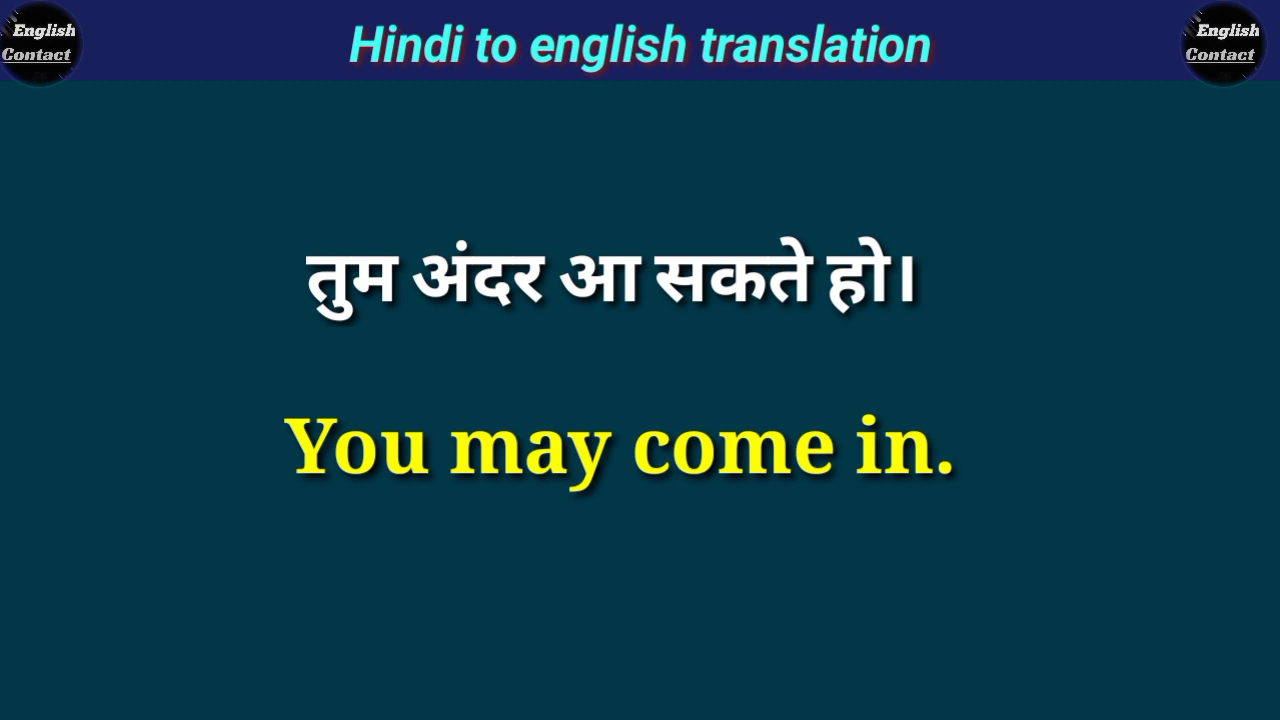 English
Contact
Hindi to english translation
English
Contact
तुम अंदर आ सकते हो।
You may come in.